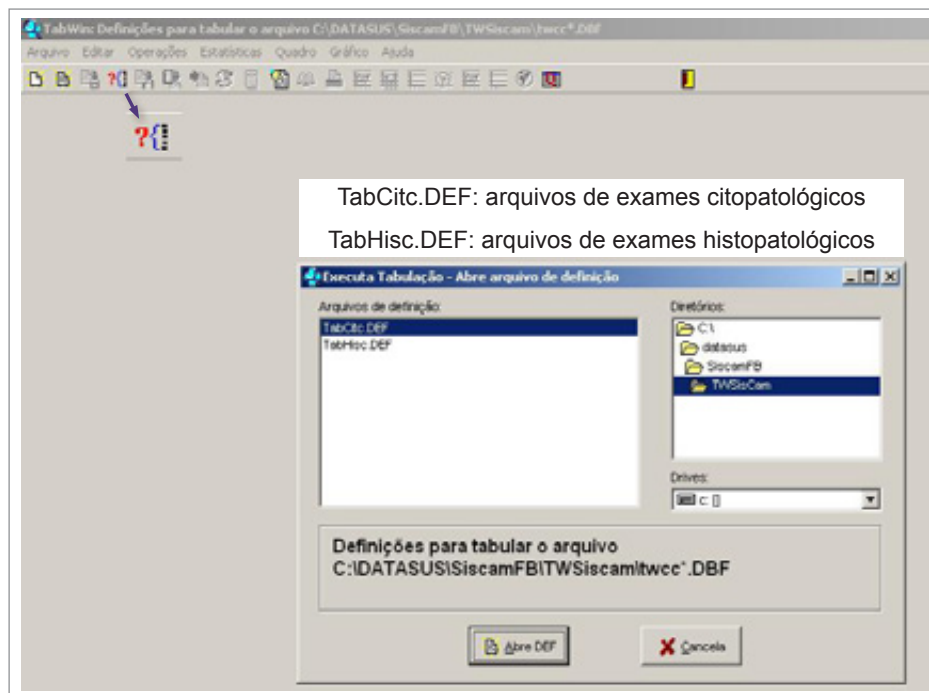 TabWin: Definições para tabular o arquivo C:\DATASUS\SiscamFB\TWSiscam\twcc*.DBF
Arquivo Editar Operações Estatísticas Quadro Gráfico Ajuda
?{
TabCitc.DEF: arquivos de exames citopatológicos
TabHisc.DEF: arquivos de exames histopatológicos
Executa Tabulação - Abre arquivo de definição
Arquivos de definição:
TabCitc.DEF
TabHisc.DEF
Diretórios:
C:\
datasus
SiscamFB
TWSisCam
Drives:
c: []
Definições para tabular o arquivo
C:\DATASUS\SiscamFB\TWSiscam\twcc*.DBF
Abre DEF
Cancela